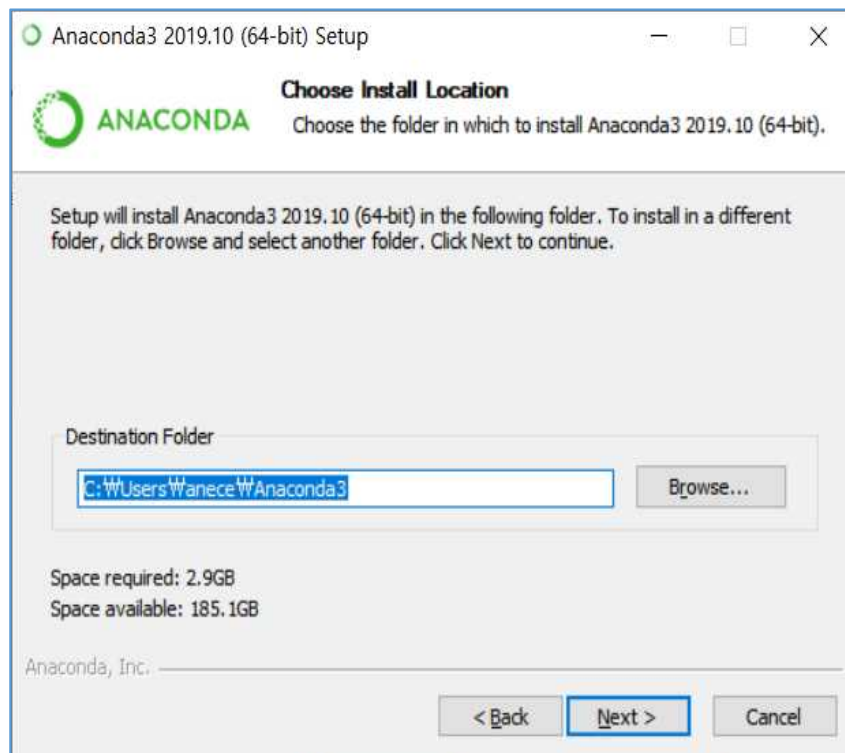 Anaconda3 2019.10 (64-bit) Setup
ANACONDA
Choose Install Location
Choose the folder in which to install Anaconda3 2019.10 (64-bit).
Setup will install Anaconda3 2019.10 (64-bit) in the following folder. To install in a different
folder, click Browse and select another folder. Click Next to continue.
Destination Folder
C:₩Users₩anece₩Anaconda3
Browse...
Space required: 2.9GB
Space available: 185.1GB
Anaconda, Inc.
< Back
Next >
Cancel